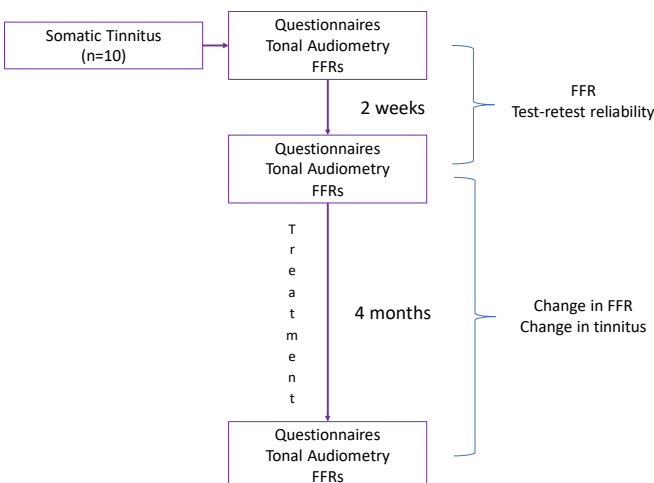 Somatic Tinnitus
(n=10)
Questionnaires
Tonal Audiometry
FFRs
2 weeks
FFR
Test-retest reliability
Questionnaires
Tonal Audiometry
FFRs
Treatment
4 months
Change in FFR
Change in tinnitus
Questionnaires
Tonal Audiometry
FFRs